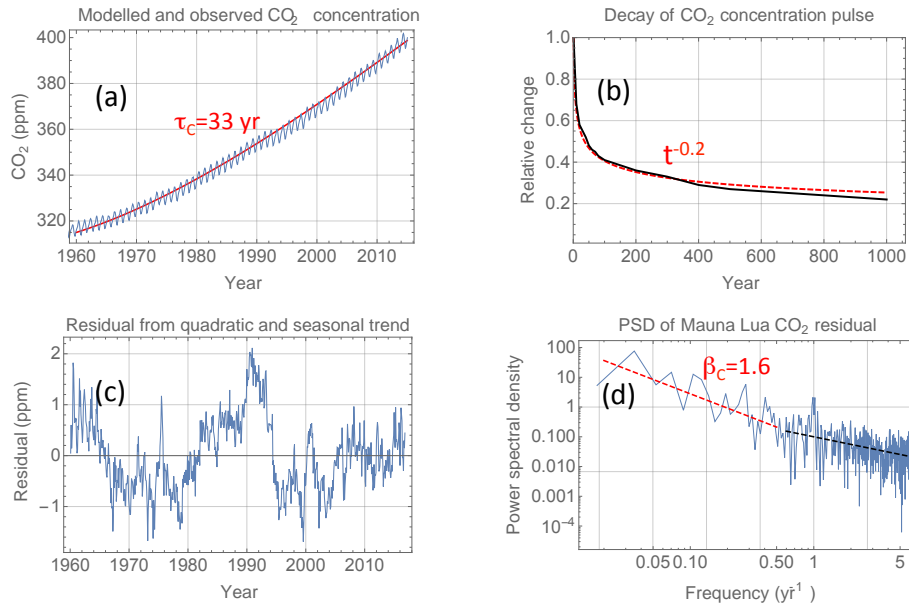 Modelled and observed CO₂ concentration
CO₂ (ppm)
400
380
360
340
320
(a)
τC=33 yr
1960 1970 1980 1990 2000 2010
Year
Decay of CO₂ concentration pulse
Relative change
1.0
0.8
0.6
0.4
0.2
(b)
t^-0.2
0 200 400 600 800 1000
Year
Residual from quadratic and seasonal trend
Residual (ppm)
2
1
0
−1
(c)
1960 1970 1980 1990 2000 2010
Year
PSD of Mauna Lua CO₂ residual
Power spectral density
100
10
1
0.100
0.010
0.001
10^-4
βC=1.6
(d)
0.05 0.10 0.50 1 5
Frequency (yr̄¹)